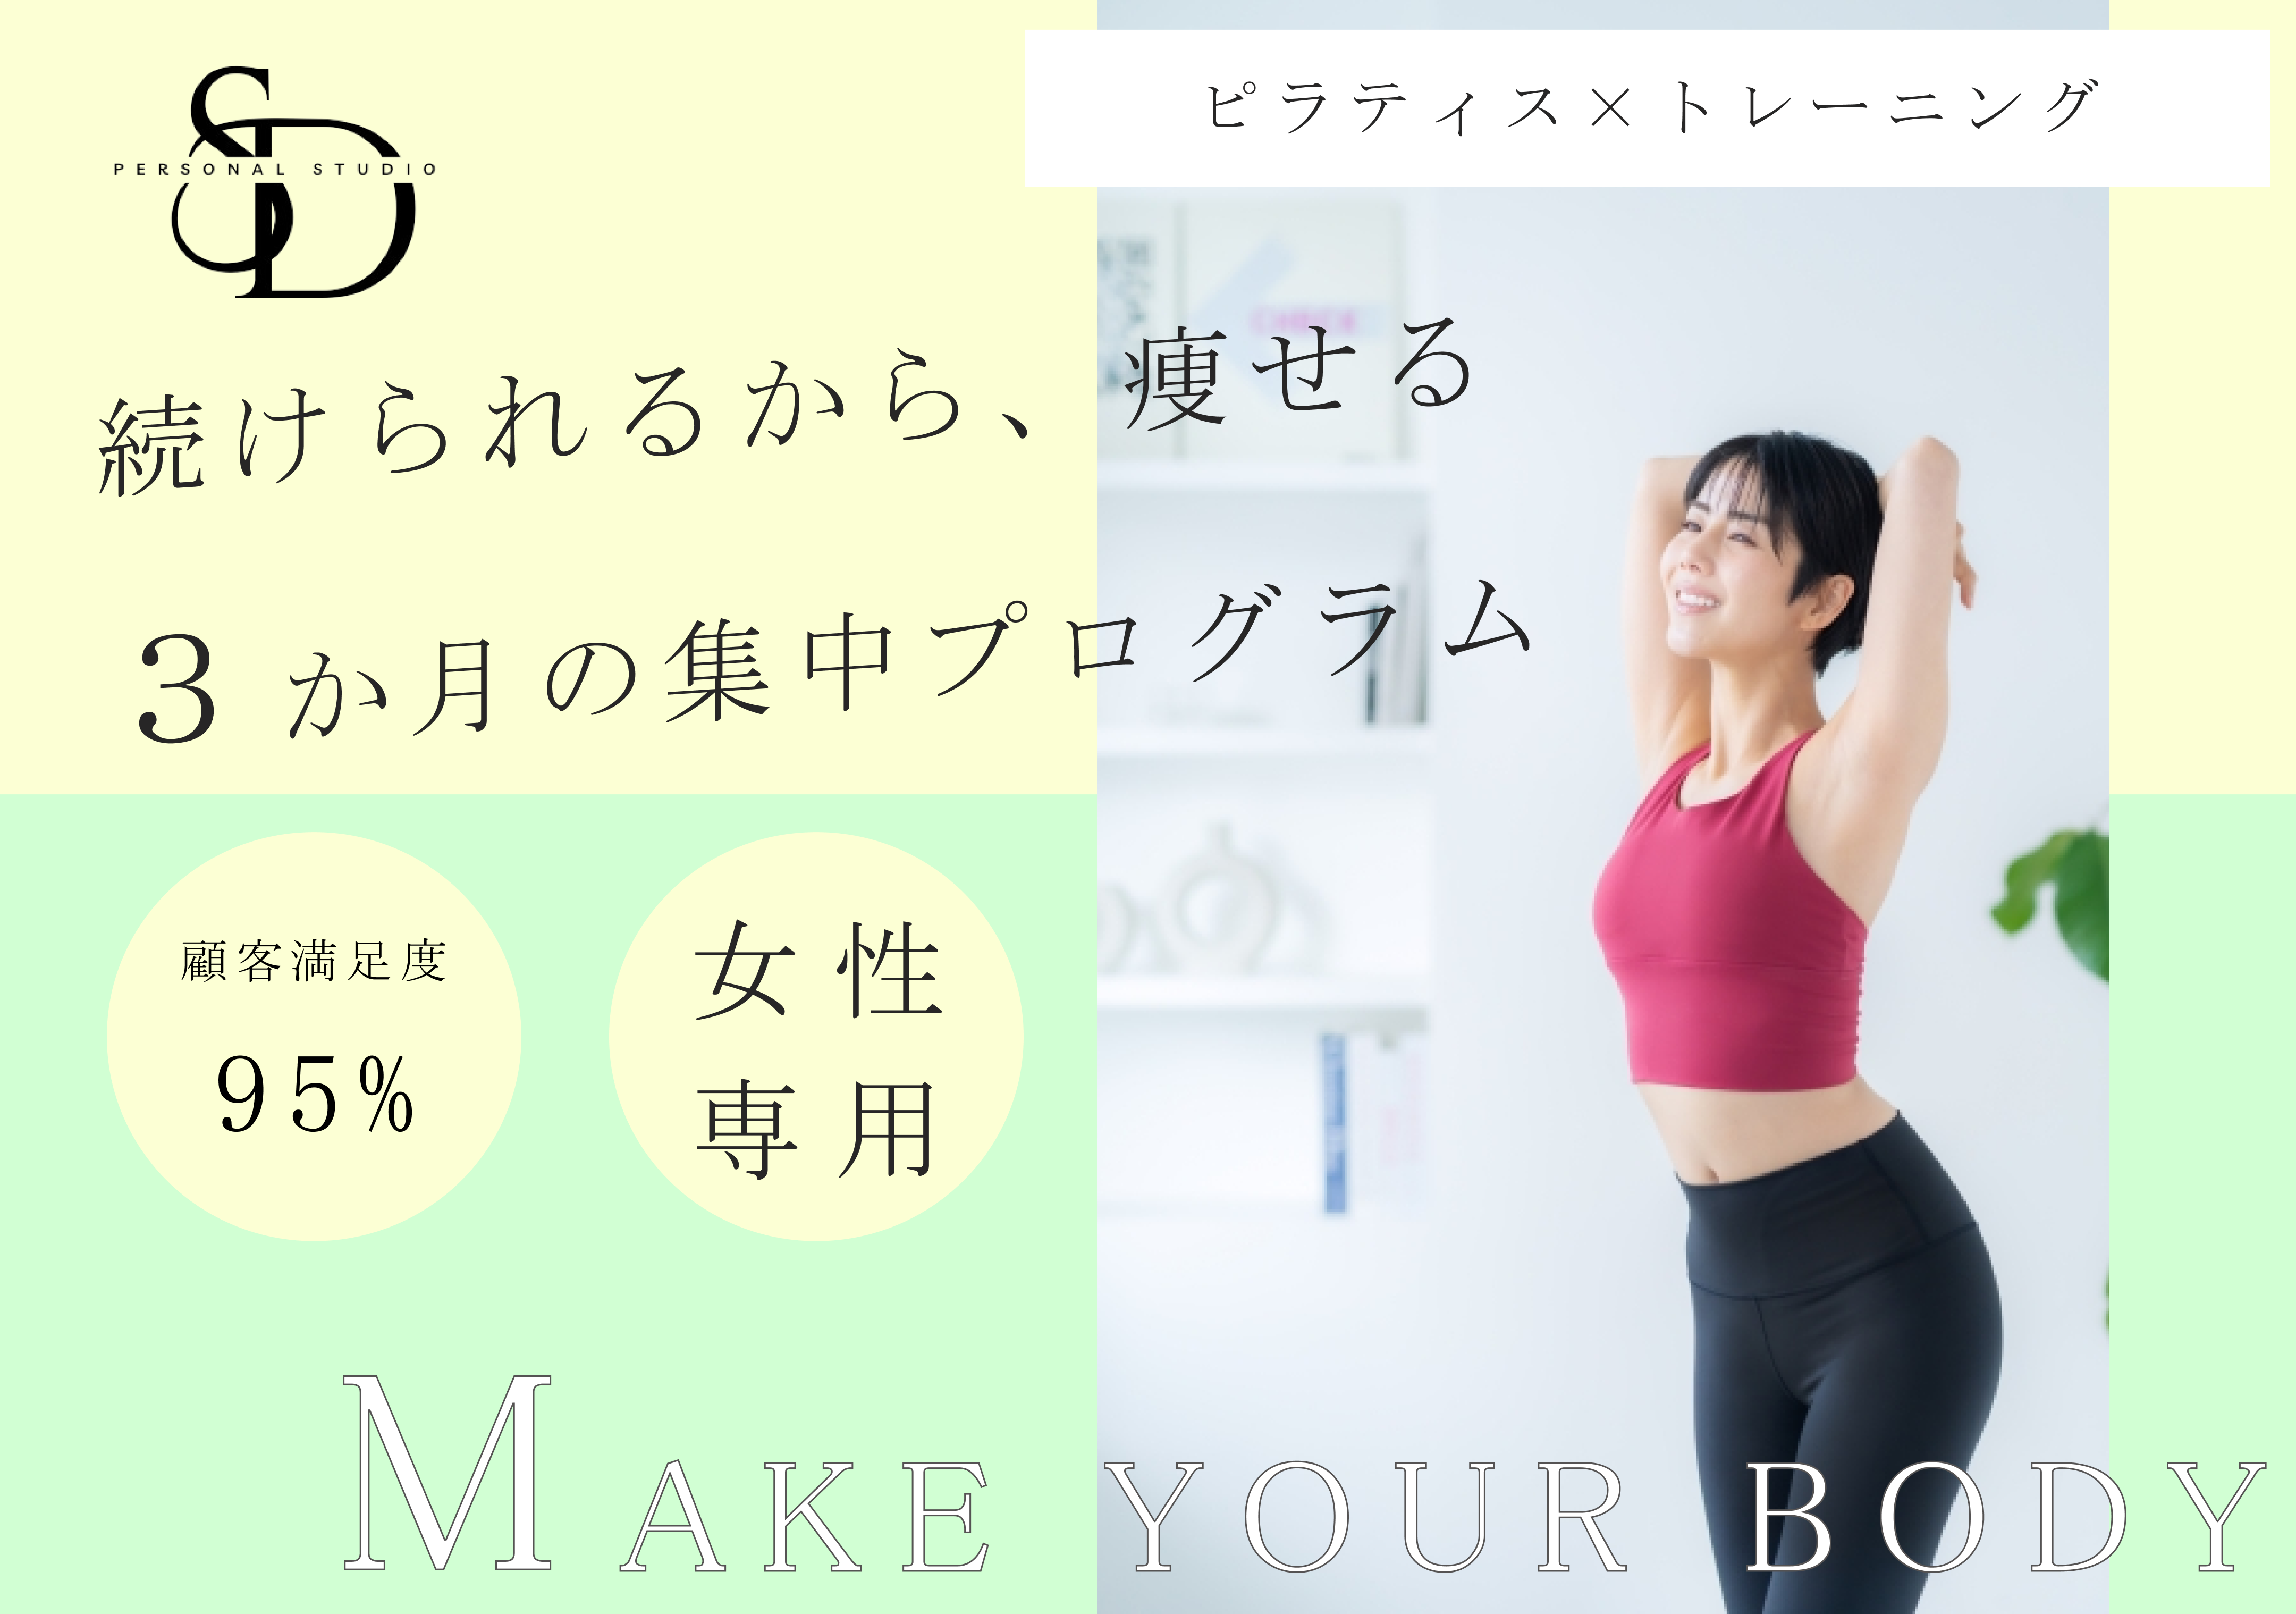 SD
PERSONAL STUDIO
ピラティス×トレーニング
続けられるから、痩せる
3か月の集中プログラム
顧客満足度
95%
女性
専用
MAKE YOUR BODY